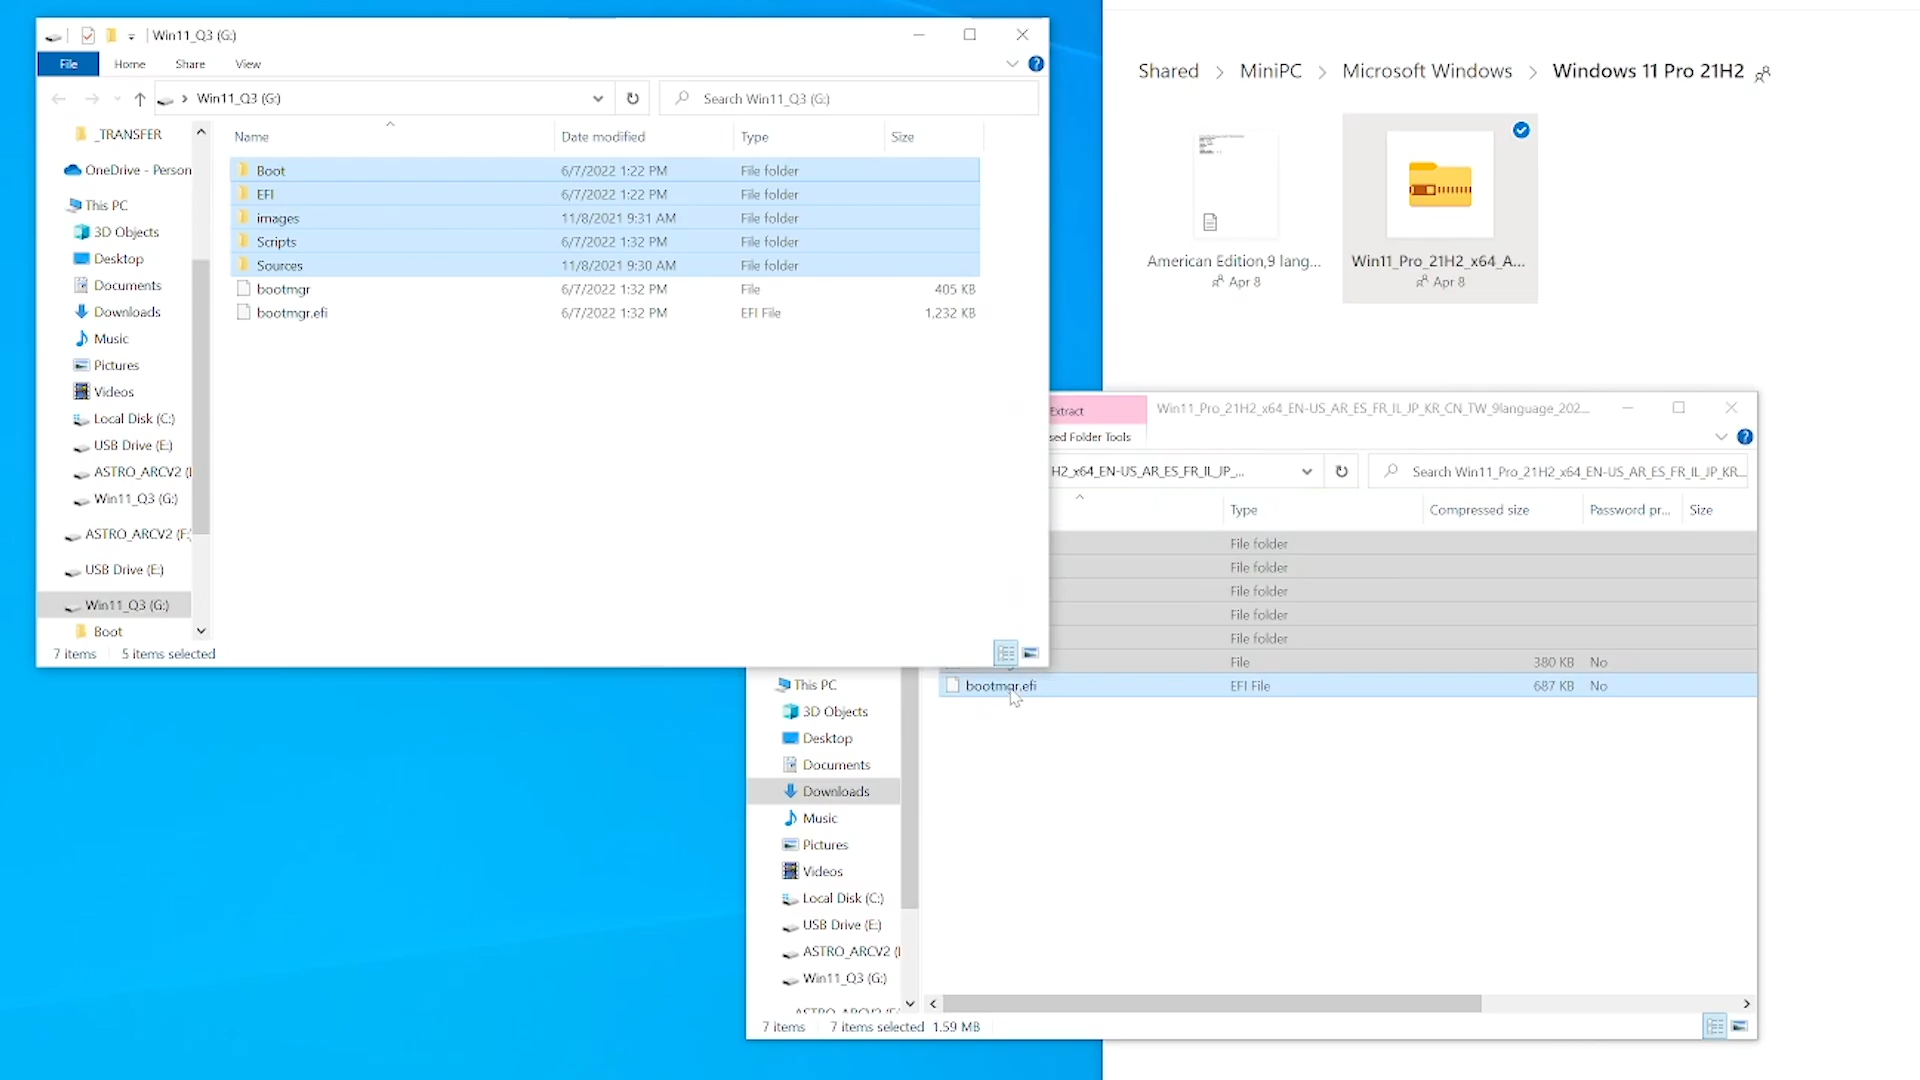 Win11_Q3 (G:)
File
Home
Share
View
Win11_Q3 (G:)
Search Win11_Q3 (G:)
Name
Date modified
Type
Size
_TRANSFER
OneDrive - Person
This PC
3D Objects
Desktop
Documents
Downloads
Music
Pictures
Videos
Local Disk (C:)
USB Drive (E:)
ASTRO_ARCV2 (
Win11_Q3 (G:)
ASTRO_ARCV2 (F:
USB Drive (E:)
Win11_Q3 (G:)
Boot
Boot 6/7/2022 1:22 PM File folder
EFI 6/7/2022 1:22 PM File folder
images 11/8/2021 9:31 AM File folder
Scripts 6/7/2022 1:32 PM File folder
Sources 11/8/2021 9:30 AM File folder
bootmgr 6/7/2022 1:32 PM File 405 KB
bootmgr.efi 6/7/2022 1:32 PM EFI File 1,232 KB
7 items 5 items selected
Shared > MiniPC > Microsoft Windows > Windows 11 Pro 21H2
American Edition,9 lang...
Apr 8
Win11_Pro_21H2_x64_A...
Apr 8
Extract
Win11_Pro_21H2_x64_EN-US_AR_ES_FR_IL_JP_KR_CN_TW_9language_202...
sed Folder Tools
H2_x64_EN-US_AR_ES_FR_IL_JP_...
Search Win11_Pro_21H2_x64_EN-US_AR_ES_FR_IL_JP_KR...
Type
Compressed size
Password pr...
Size
File folder
File folder
File folder
File folder
File folder
File 380 KB No
bootmgr.efi EFI File 687 KB No
This PC
3D Objects
Desktop
Documents
Downloads
Music
Pictures
Videos
Local Disk (C:)
USB Drive (E:)
ASTRO_ARCV2 (
Win11_Q3 (G:)
7 items 7 items selected 1.59 MB